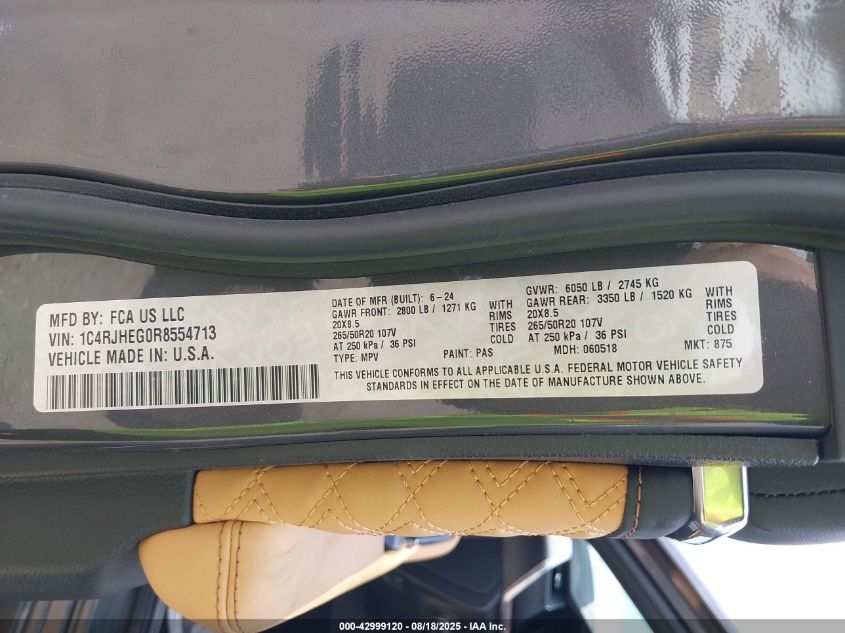 MFD BY: FCA US LLC
VIN: 1C4RJHEG0R8554713
VEHICLE MADE IN U.S.A.
DATE OF MFR (BUILT): 6-24
GAWR FRONT: 2800 LB / 1271 KG WITH
20X8.5 RIMS
265/50R20 107V TIRES
AT 250 kPa / 36 PSI COLD
TYPE: MPV PAINT: PAS
GVWR: 6050 LB / 2745 KG
GAWR REAR: 3350 LB / 1520 KG WITH
20X8.5 RIMS
265/50R20 107V TIRES
AT 250 kPa / 36 PSI COLD
MDH: 060518 MKT: 875
THIS VEHICLE CONFORMS TO ALL APPLICABLE U.S.A. FEDERAL MOTOR VEHICLE SAFETY
STANDARDS IN EFFECT ON THE DATE OF MANUFACTURE SHOWN ABOVE.
000-42999120 - 08/18/2025 - IAA Inc.